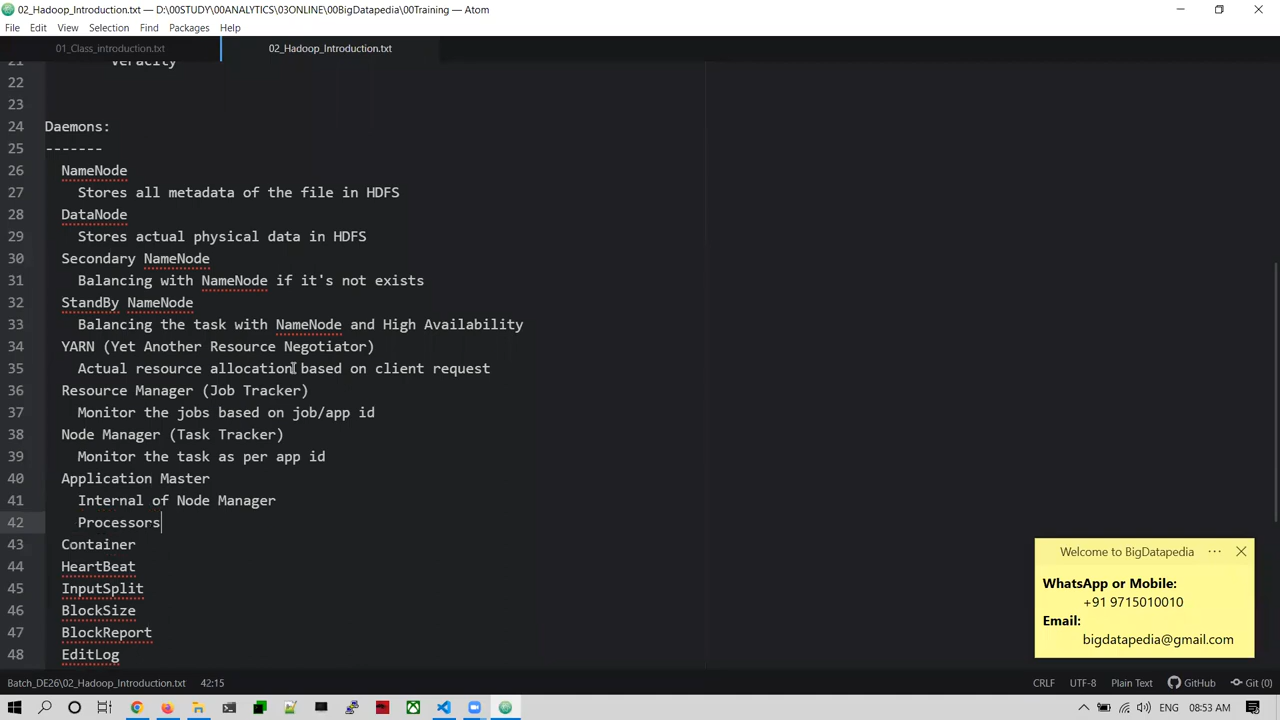 02_Hadoop_Introduction.txt — D:\00STUDY\00ANALYTICS\03ONLINE\00BigDatapedia\00Training — Atom
File Edit View Selection Find Packages Help
01_Class_introduction.txt 02_Hadoop_Introduction.txt
21 Veracity
22
23
24 Daemons:
25 -------
26 NameNode
27 Stores all metadata of the file in HDFS
28 DataNode
29 Stores actual physical data in HDFS
30 Secondary NameNode
31 Balancing with NameNode if it's not exists
32 StandBy NameNode
33 Balancing the task with NameNode and High Availability
34 YARN (Yet Another Resource Negotiator)
35 Actual resource allocation based on client request
36 Resource Manager (Job Tracker)
37 Monitor the jobs based on job/app id
38 Node Manager (Task Tracker)
39 Monitor the task as per app id
40 Application Master
41 Internal of Node Manager
42 Processors
43 Container
44 HeartBeat
45 InputSplit
46 BlockSize
47 BlockReport
48 EditLog
Welcome to BigDatapedia
WhatsApp or Mobile:
+91 9715010010
Email:
bigdatapedia@gmail.com
Batch_DE26\02_Hadoop_Introduction.txt 42:15 CRLF UTF-8 Plain Text GitHub Git (0)
ENG 08:53 AM